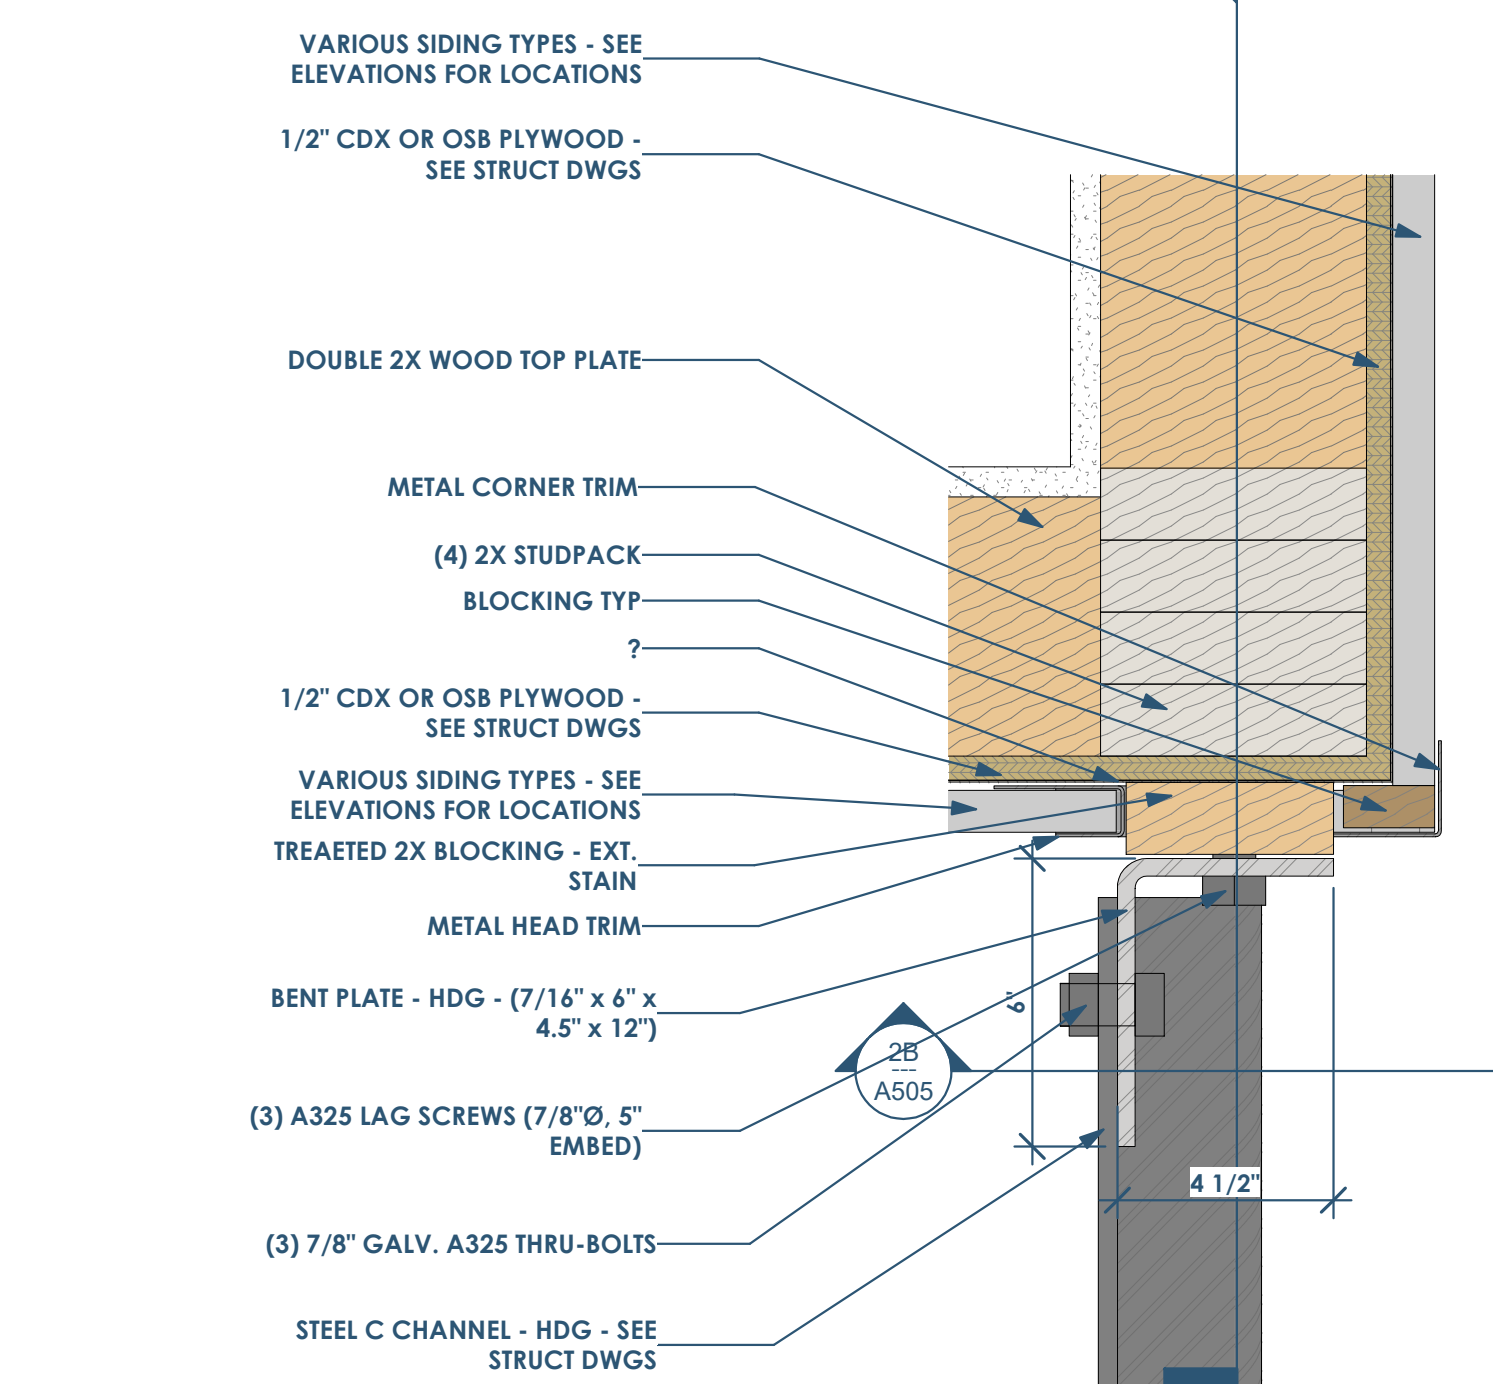 VARIOUS SIDING TYPES - SEE
ELEVATIONS FOR LOCATIONS
1/2" CDX OR OSB PLYWOOD -
SEE STRUCT DWGS
DOUBLE 2X WOOD TOP PLATE
METAL CORNER TRIM
(4) 2X STUDPACK
BLOCKING TYP
?
1/2" CDX OR OSB PLYWOOD -
SEE STRUCT DWGS
VARIOUS SIDING TYPES - SEE
ELEVATIONS FOR LOCATIONS
TREAETED 2X BLOCKING - EXT.
STAIN
METAL HEAD TRIM
BENT PLATE - HDG - (7/16" x 6" x
4.5" x 12")
6"
2B
---
A505
(3) A325 LAG SCREWS (7/8"Ø, 5"
EMBED)
4 1/2"
(3) 7/8" GALV. A325 THRU-BOLTS
STEEL C CHANNEL - HDG - SEE
STRUCT DWGS